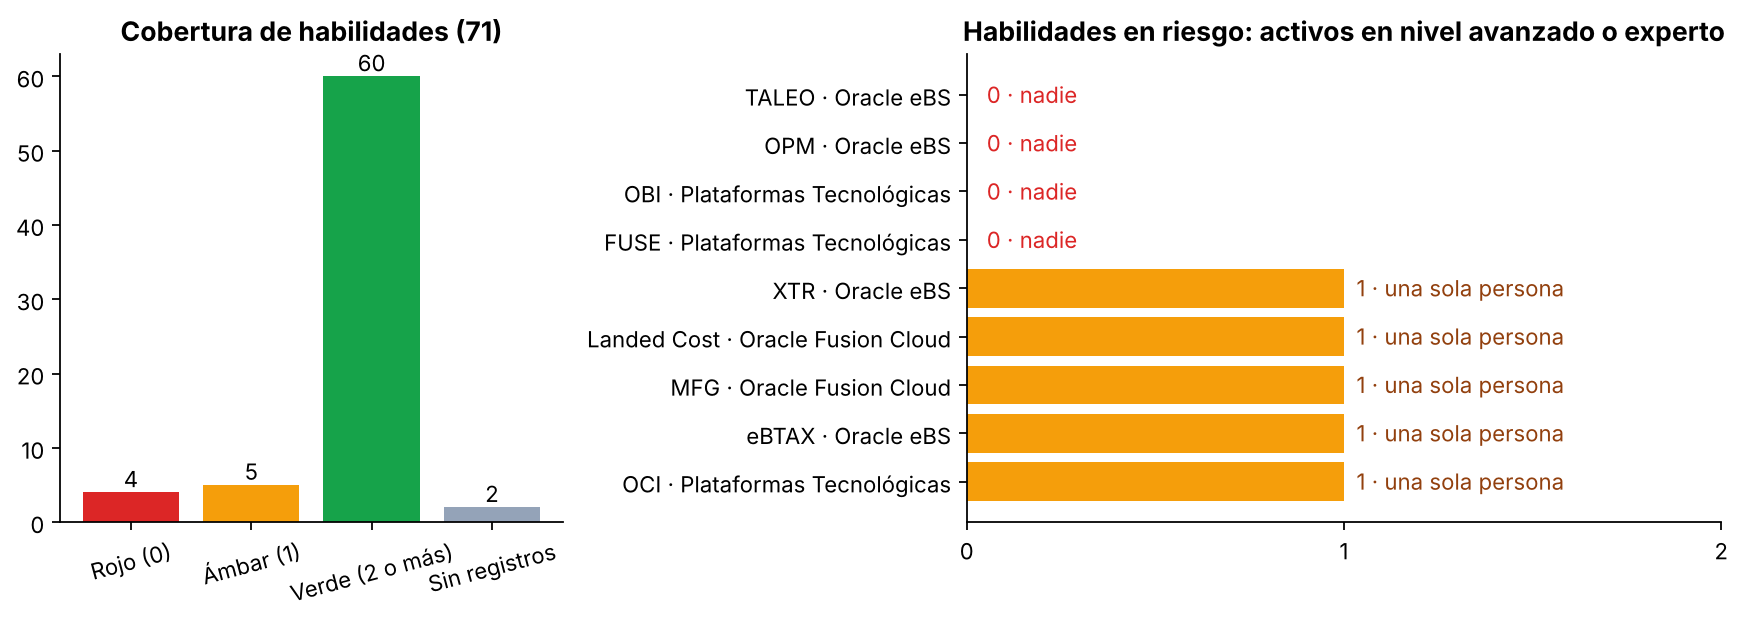 Cobertura de habilidades (71)
60
50
40
30
20
10
0
4
5
60
2
Rojo (0)
Ámbar (1)
Verde (2 o más)
Sin registros
Habilidades en riesgo: activos en nivel avanzado o experto
TALEO · Oracle eBS 0 · nadie
OPM · Oracle eBS 0 · nadie
OBI · Plataformas Tecnológicas 0 · nadie
FUSE · Plataformas Tecnológicas 0 · nadie
XTR · Oracle eBS 1 · una sola persona
Landed Cost · Oracle Fusion Cloud 1 · una sola persona
MFG · Oracle Fusion Cloud 1 · una sola persona
eBTAX · Oracle eBS 1 · una sola persona
OCI · Plataformas Tecnológicas 1 · una sola persona
0 1 2